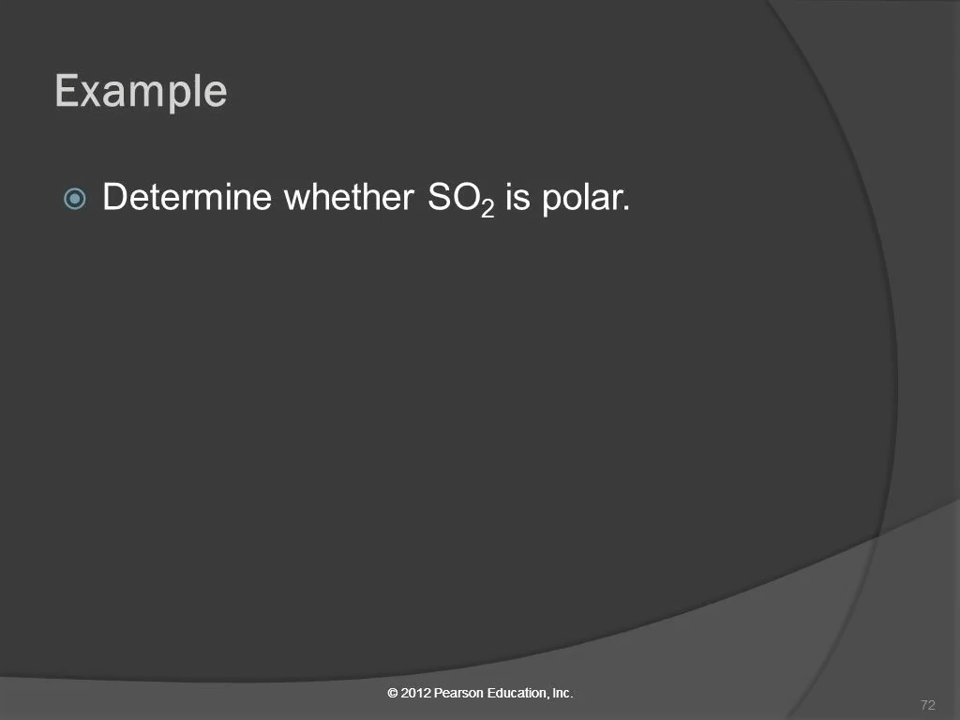 Example
Determine whether SO₂ is polar.
© 2012 Pearson Education, Inc.
72